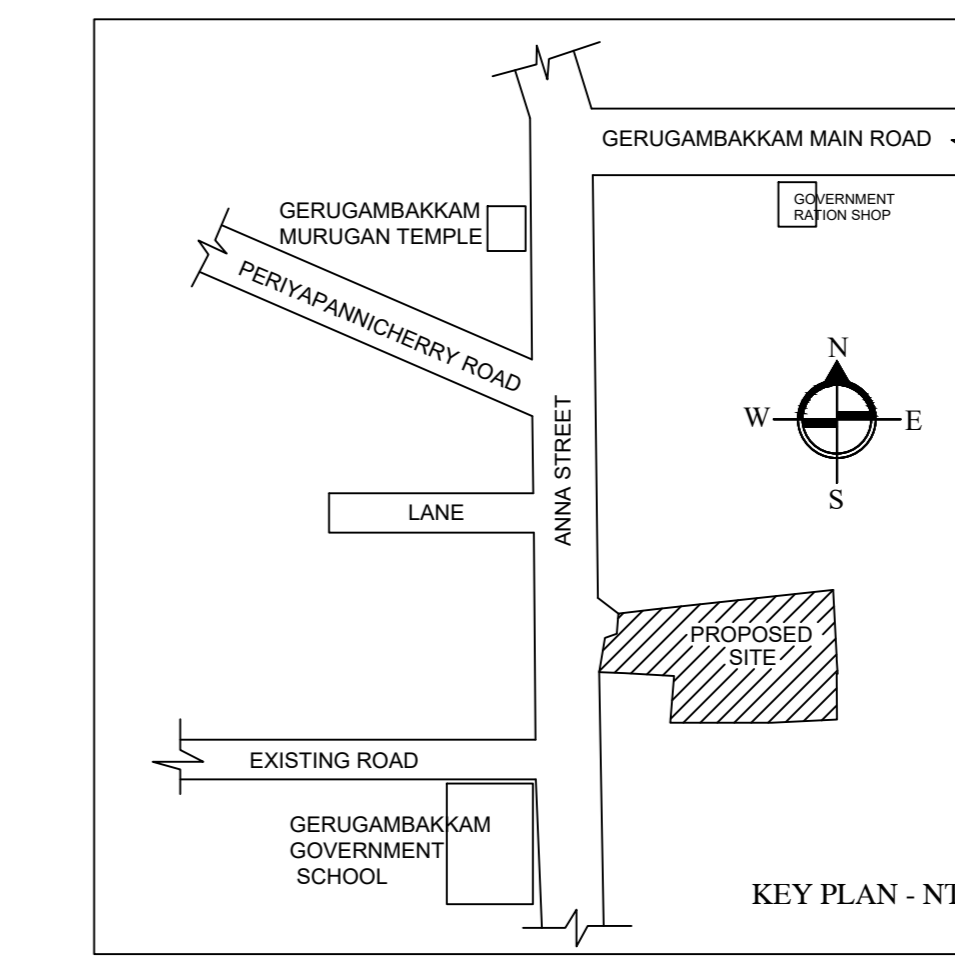 GERUGAMBAKKAM MAIN ROAD
GOVERNMENT
RATION SHOP
GERUGAMBAKKAM
MURUGAN TEMPLE
PERIYAPANNICHERRY ROAD
N
W
E
S
ANNA STREET
LANE
PROPOSED
SITE
EXISTING ROAD
GERUGAMBAKKAM
GOVERNMENT
SCHOOL
KEY PLAN - NT